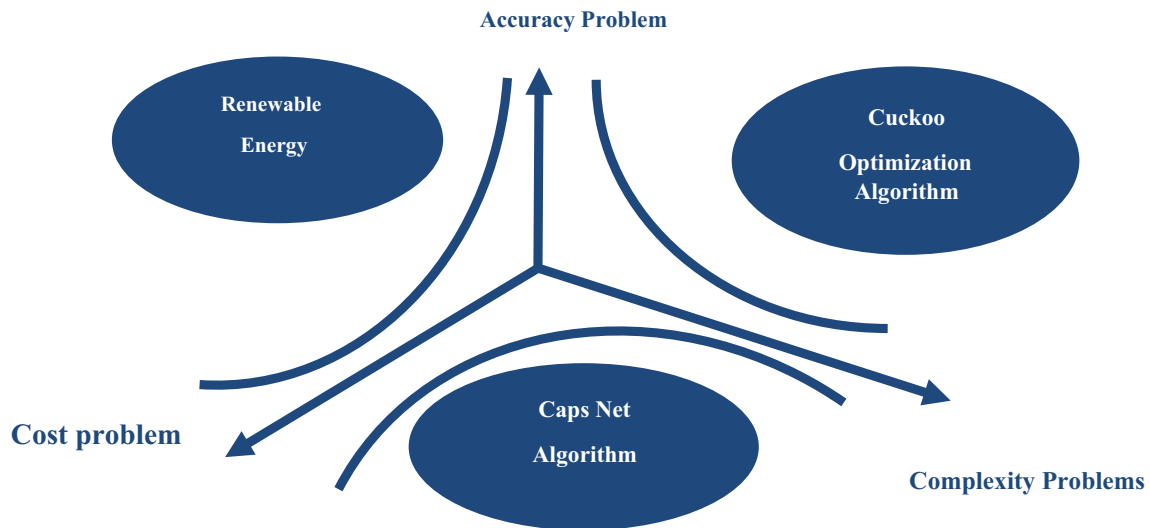 Accuracy Problem
Renewable
Energy
Cuckoo
Optimization
Algorithm
Cost problem
Caps Net
Algorithm
Complexity Problems